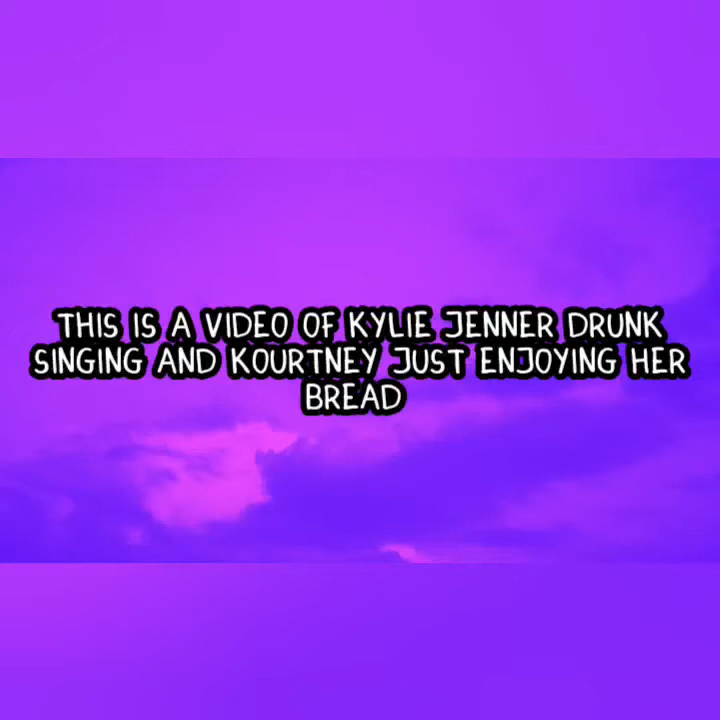 THIS IS A VIDEO OF KYLIE JENNER DRUNK
SINGING AND KOURTNEY JUST ENJOYING HER
BREAD